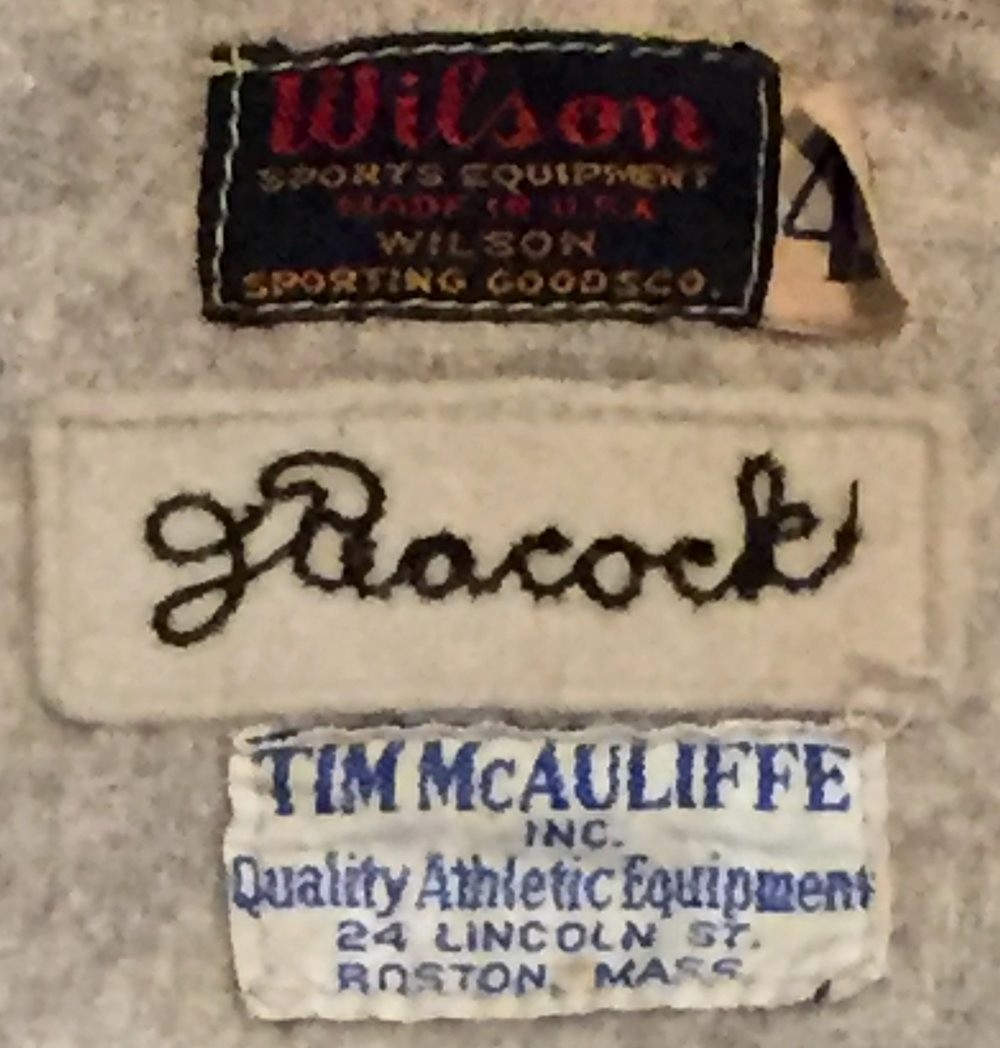 Wilson
SPORTS EQUIPMENT
MADE IN U.S.A
WILSON
SPORTING GOODS CO.
4
J Peacock
TIM McAULIFFE
INC.
Quality Athletic Equipment
24 LINCOLN ST.
BOSTON, MASS.